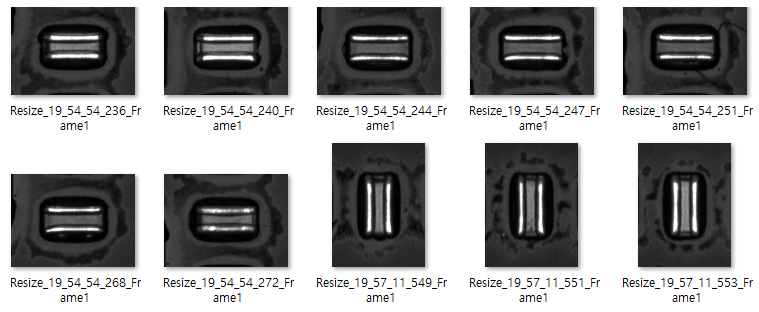 Resize_19_54_54_236_Fr
ame1
Resize_19_54_54_240_Fr
ame1
Resize_19_54_54_244_Fr
ame1
Resize_19_54_54_247_Fr
ame1
Resize_19_54_54_251_Fr
ame1
Resize_19_54_54_268_Fr
ame1
Resize_19_54_54_272_Fr
ame1
Resize_19_57_11_549_Fr
ame1
Resize_19_57_11_551_Fr
ame1
Resize_19_57_11_553_Fr
ame1